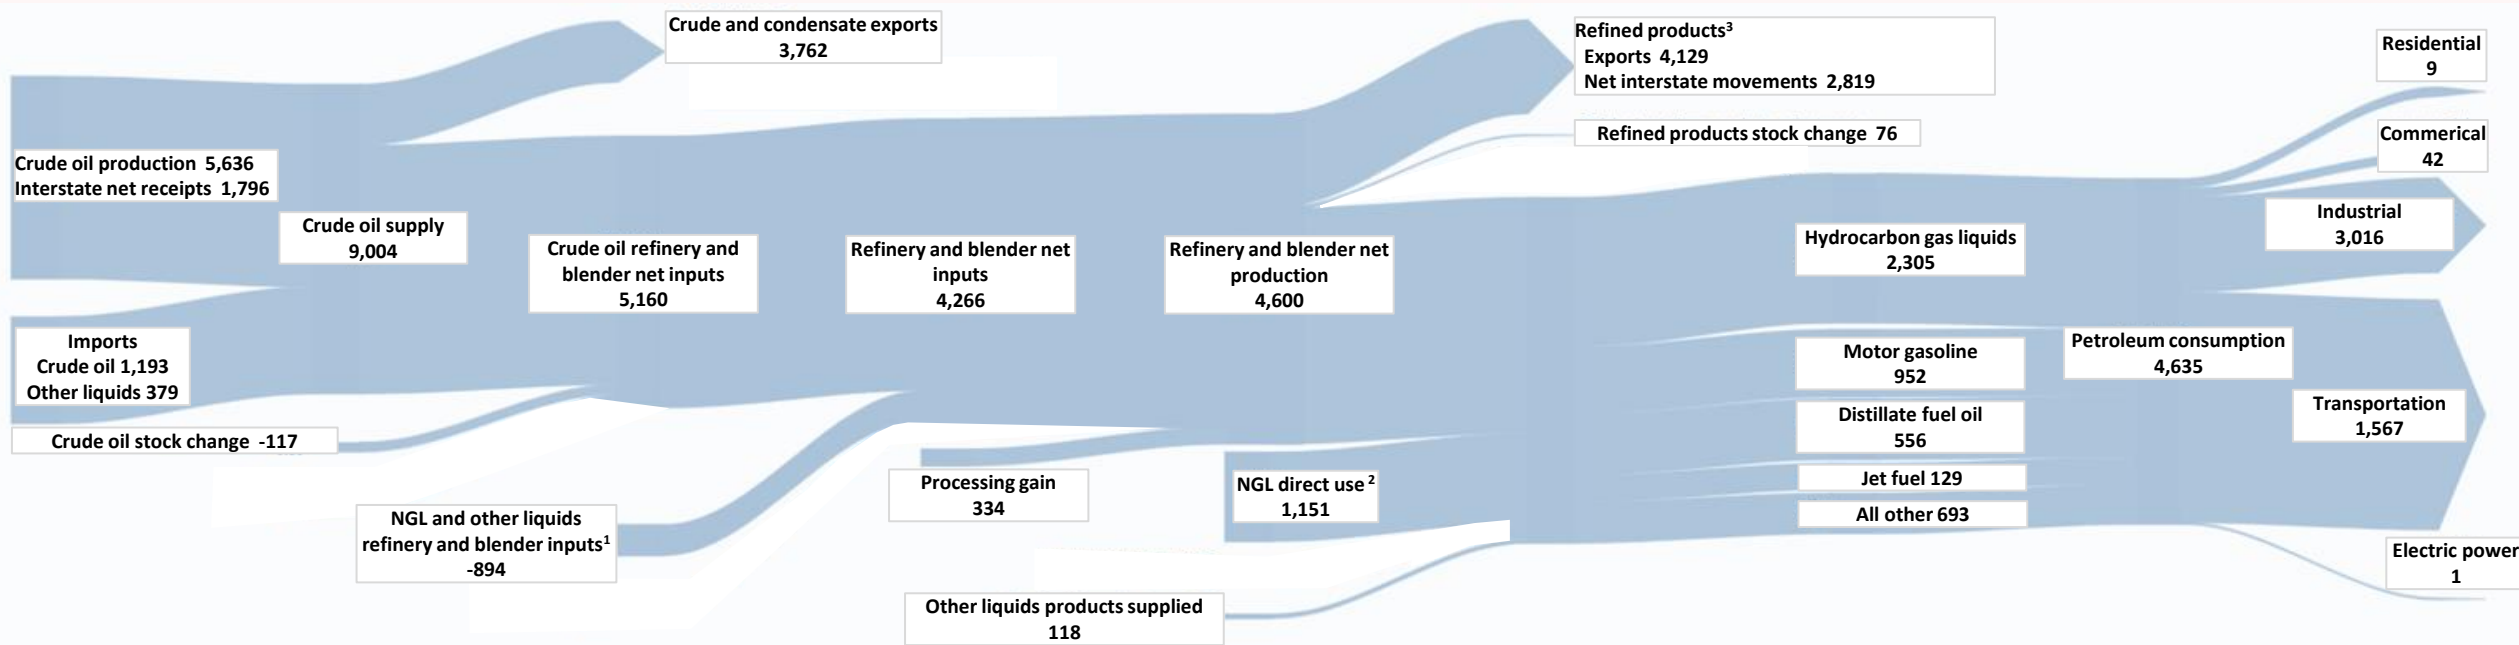 Crude and condensate exports
3,762
Refined products³
Exports 4,129
Net interstate movements 2,819
Residential
9
Refined products stock change 76
Commerical
42
Crude oil production 5,636
Interstate net receipts 1,796
Crude oil supply
9,004
Crude oil refinery and
blender net inputs
5,160
Refinery and blender net
inputs
4,266
Refinery and blender net
production
4,600
Hydrocarbon gas liquids
2,305
Industrial
3,016
Imports
Crude oil 1,193
Other liquids 379
Motor gasoline
952
Petroleum consumption
4,635
Crude oil stock change -117
Distillate fuel oil
556
Transportation
1,567
Processing gain
334
NGL direct use²
1,151
Jet fuel 129
All other 693
NGL and other liquids
refinery and blender inputs¹
-894
Electric power
1
Other liquids products supplied
118